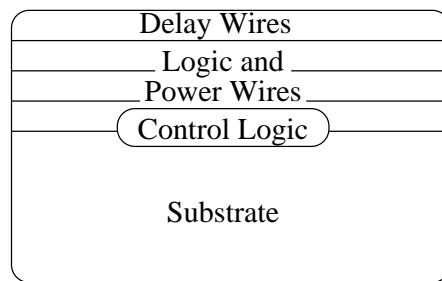 Delay Wires
Logic and
Power Wires
Control Logic
Substrate